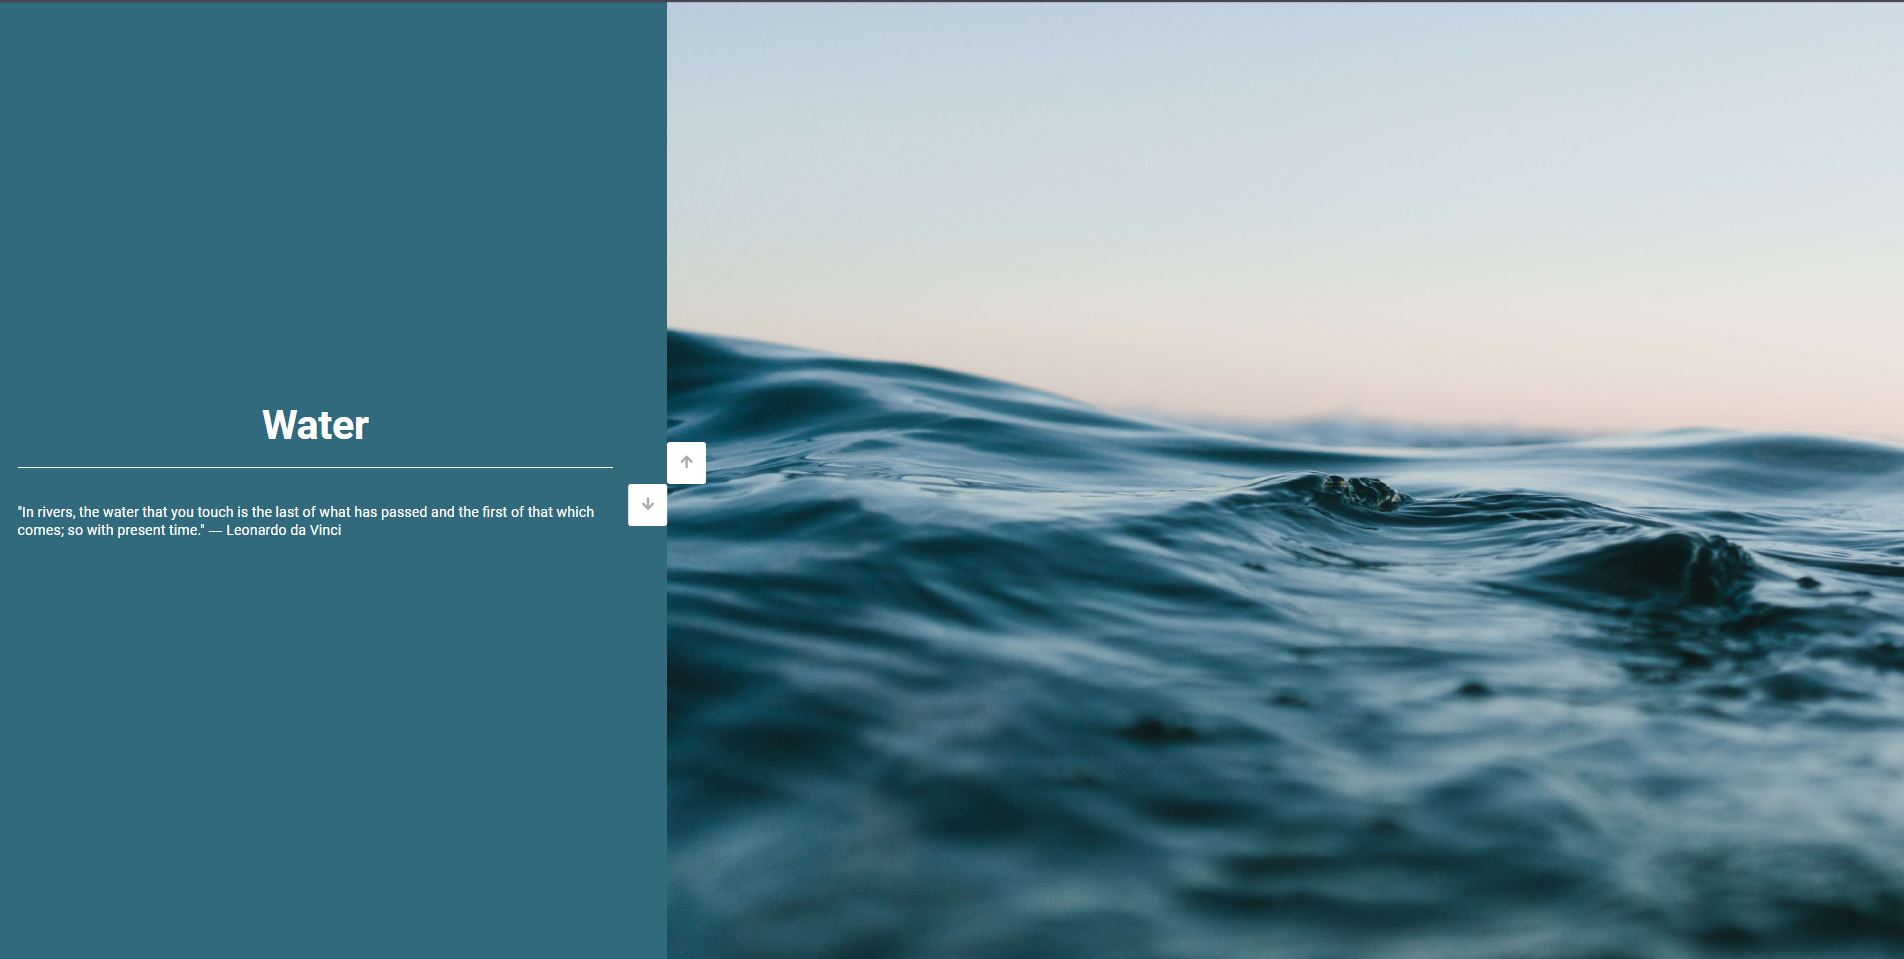 Water
"In rivers, the water that you touch is the last of what has passed and the first of that which
comes; so with present time." — Leonardo da Vinci